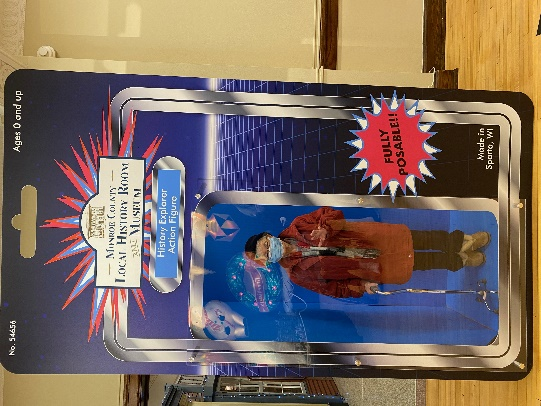 Ages 0 and up
No. 54656
MONROE COUNTY
LOCAL HISTORY ROOM
AND MUSEUM
History Explorer
Action Figure
FULLY
POSABLE!!
Made in
Sparta, WI